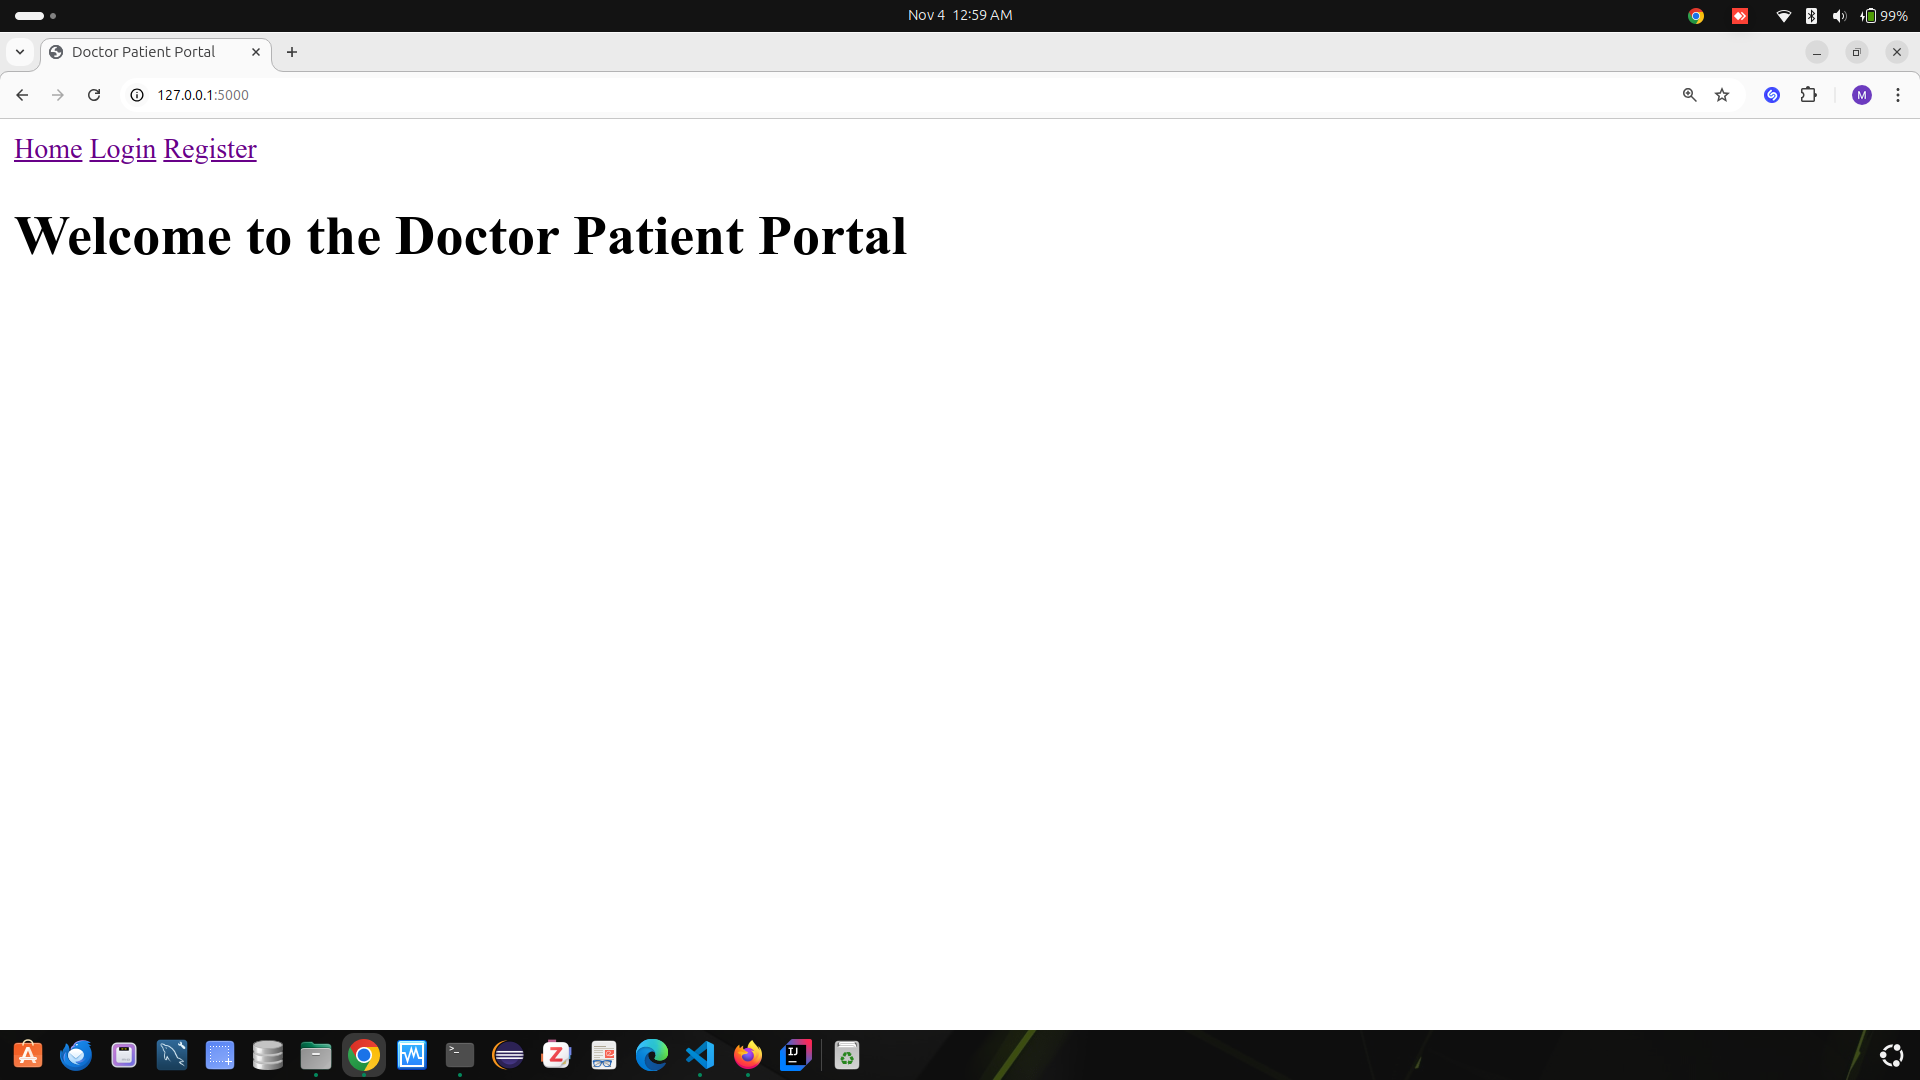 Nov 4 12:59 AM
99%
Doctor Patient Portal
127.0.0.1:5000
M
Home Login Register
Welcome to the Doctor Patient Portal